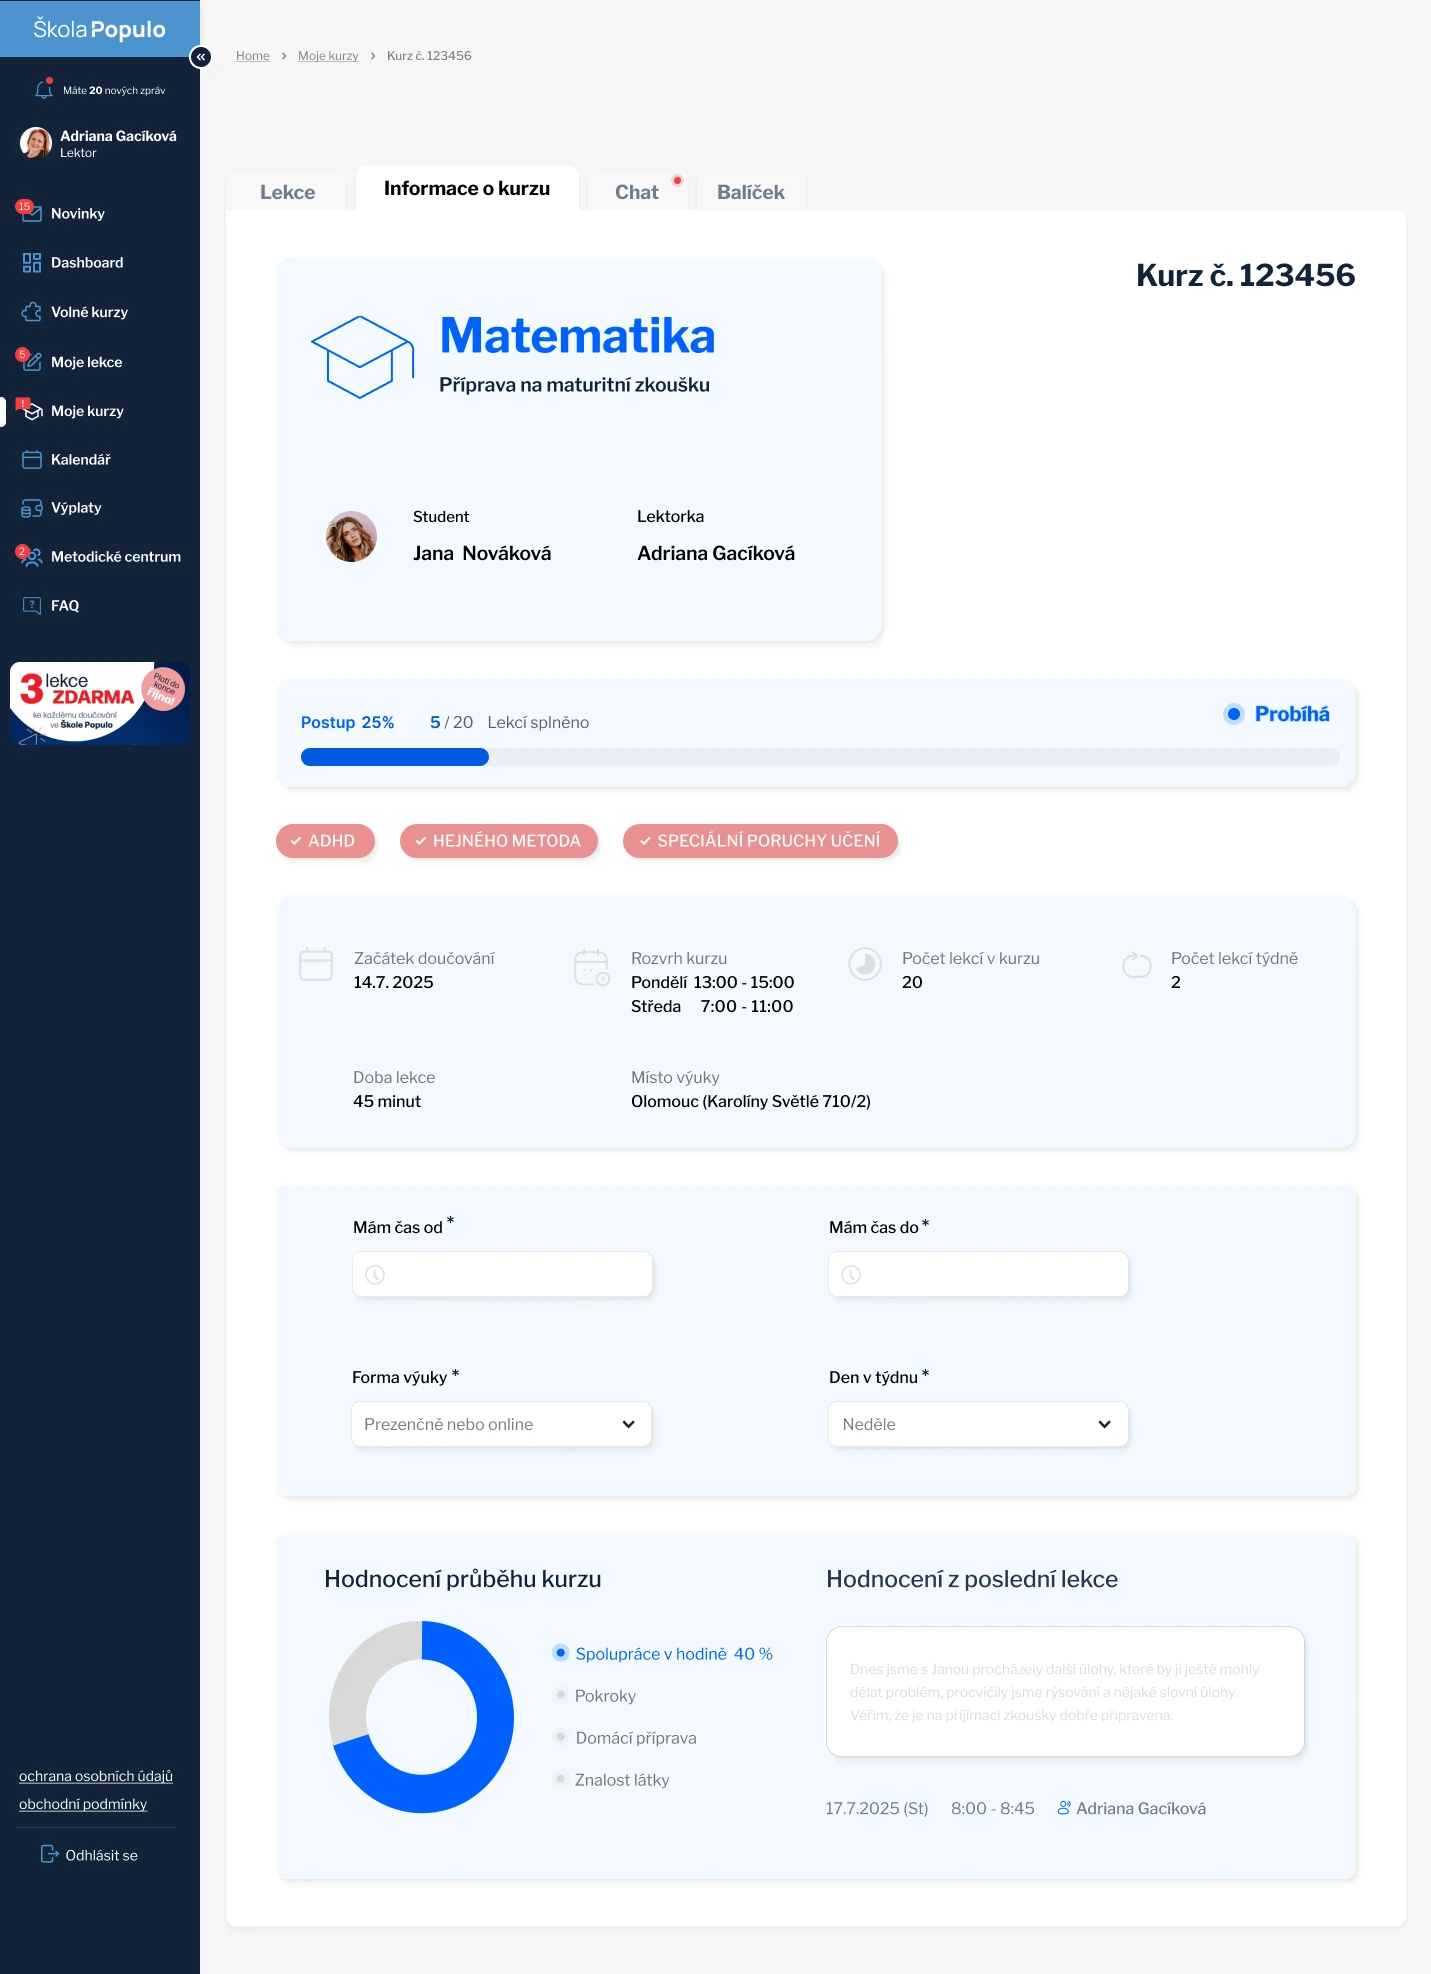 Škola Populo
«
Home > Moje kurzy > Kurz č. 123456
Máte 20 nových zpráv
Adriana Gacíková
Lektor
15
Novinky
Dashboard
Volné kurzy
5
Moje lekce
!
Moje kurzy
Kalendář
Výplaty
2
Metodické centrum
?
FAQ
3 lekce
ZDARMA
ke každému doučování
ve Škole Populo
Platí do
konce
října!
ochrana osobních údajů
obchodní podmínky
Odhlásit se
Lekce
Informace o kurzu
Chat
Balíček
Kurz č. 123456
Matematika
Příprava na maturitní zkoušku
Student
Lektorka
Jana Nováková
Adriana Gacíková
Postup 25%
5 / 20 Lekcí splněno
Probíhá
ADHD
HEJNÉHO METODA
SPECIÁLNÍ PORUCHY UČENÍ
Začátek doučování
14.7. 2025
Rozvrh kurzu
Pondělí 13:00 - 15:00
Středa 7:00 - 11:00
Počet lekcí v kurzu
20
Počet lekcí týdně
2
Doba lekce
45 minut
Místo výuky
Olomouc (Karolíny Světlé 710/2)
Mám čas od *
Mám čas do *
Forma výuky *
Prezenčně nebo online
Den v týdnu *
Neděle
Hodnocení průběhu kurzu
Spolupráce v hodině 40 %
Pokroky
Domácí příprava
Znalost látky
Hodnocení z poslední lekce
Dnes jsme s Janou procházely další úlohy, které by jí ještě mohly
dělat problém, procvičily jsme rýsování a nějaké slovní úlohy.
Věřím, že je na přijímací zkoušky dobře připravena.
17.7.2025 (St) 8:00 - 8:45 Adriana Gacíková